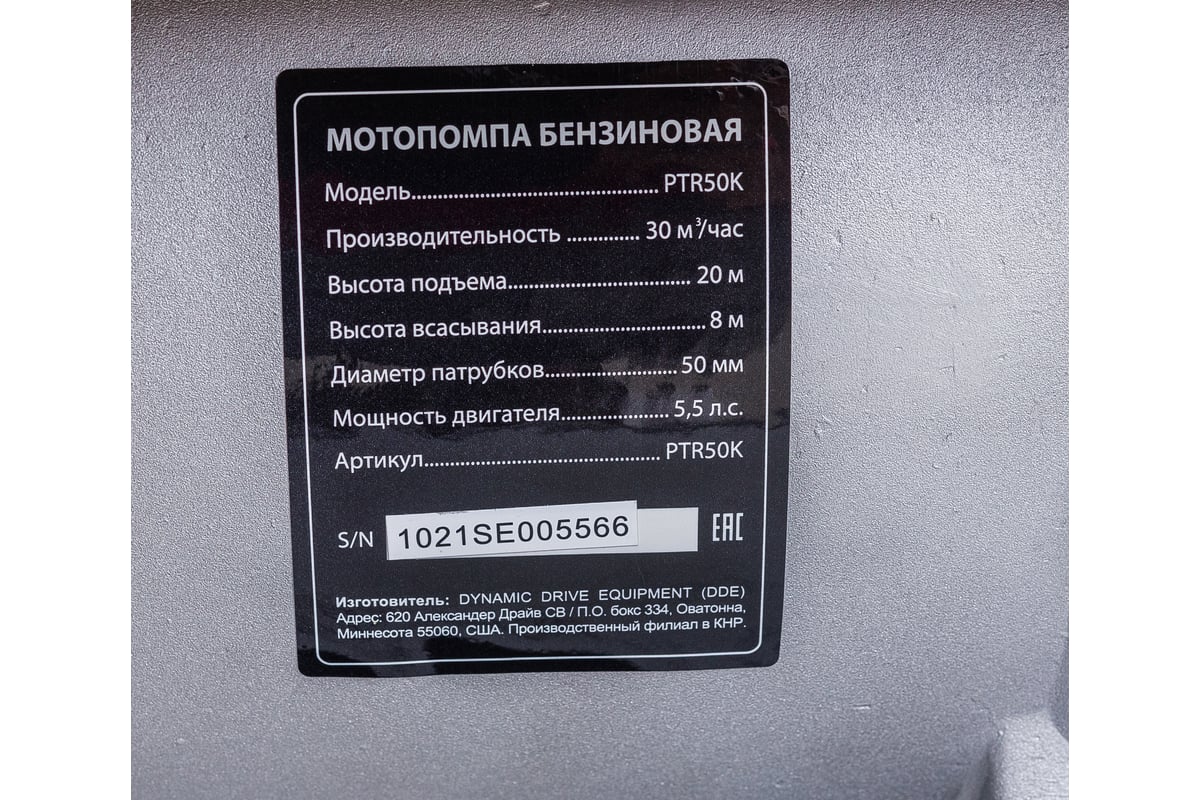 МОТОПОМПА БЕНЗИНОВАЯ
Модель........................................... PTR50K
Производительность ............. 30 м³/час
Высота подъема................................ 20 м
Высота всасывания............................. 8 м
Диаметр патрубков....................... 50 мм
Мощность двигателя................... 5,5 л.с.
Артикул......................................... PTR50K
S/N 1021SE005566 EAC
Изготовитель: DYNAMIC DRIVE EQUIPMENT (DDE)
Адрес: 620 Александер Драйв СВ / П.О. бокс 334, Оватонна,
Миннесота 55060, США. Производственный филиал в КНР.